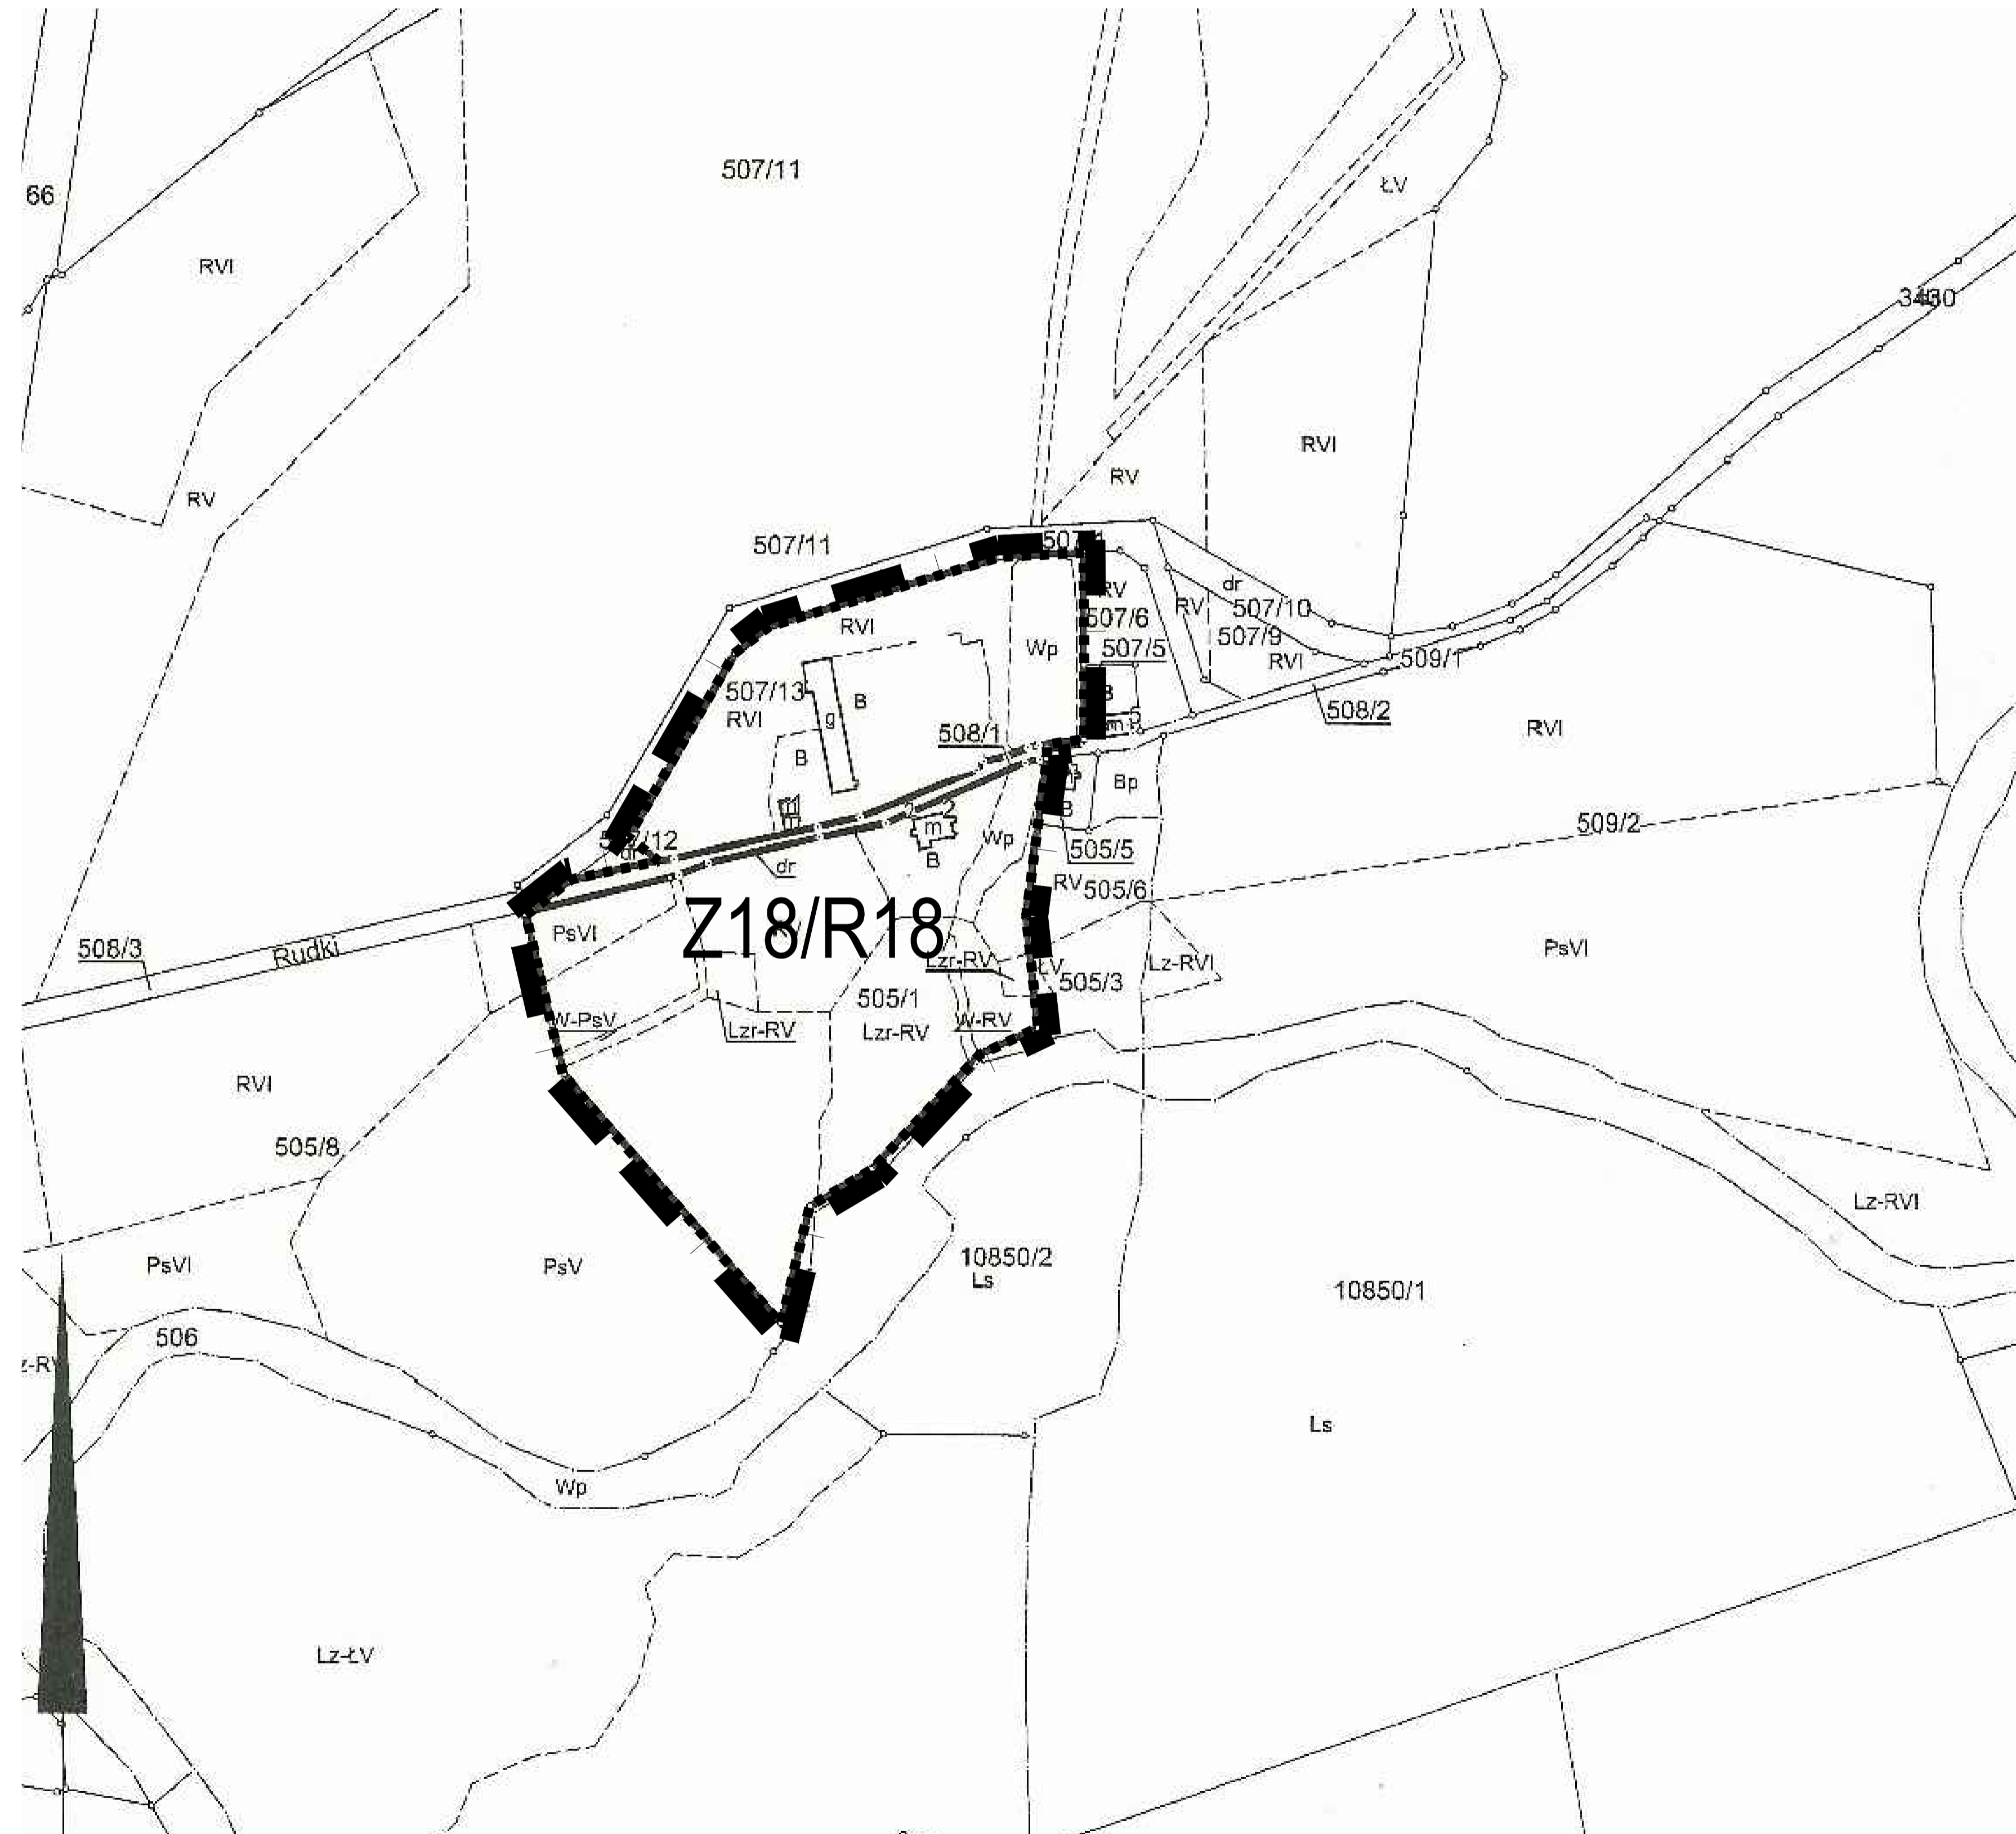 507/11
ŁV
66
RVI
RVI
RV
RV
507/11
dr
RV
RV
507/10
RVI
507/6
507/9
Wp
507/5
RVI
509/1
507/13
RVI
B
g
508/2
508/1
RVI
B
Bp
509/2
m
Wp
B
505/5
B
dr
RV
505/6
Z18/R18
PsVI
508/3
Rudki
PsVI
Lzr-RV
ŁV
Lz-RVI
505/3
505/1
W-PsV
Lzr-RV
Lzr-RV
W-RV
RVI
505/8
Lz-RVI
PsVI
PsV
10850/2
Ls
10850/1
506
Ls
Wp
Lz-ŁV